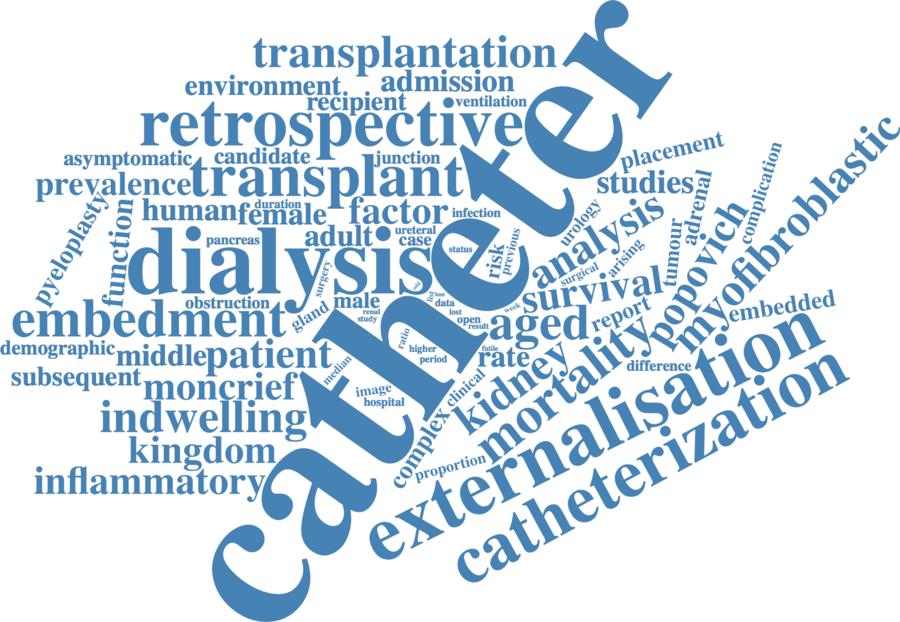 transplantation
environment
admission
recipient
ventilation
retrospective
asymptomatic
candidate
junction
placement
prevalence
transplant
studies
pyeloplasty
function
human
duration
female
factor
infection
urology
analysis
tumour
adrenal
complication
myofibroblastic
dialysis
pancreas
adult
ureteral
case
status
risk
previous
surgical
arising
popovich
catheter
surgery
obstruction
male
renal
study
gland
data
lost
open
result
week
survival
embedment
aged
report
embedded
demographic
middle
patient
median
ratio
higher
period
futile
rate
kidney
mortality
difference
subsequent
moncrief
image
hospital
clinical
complex
indwelling
kingdom
proportion
inflammatory
externalisation
catheterization